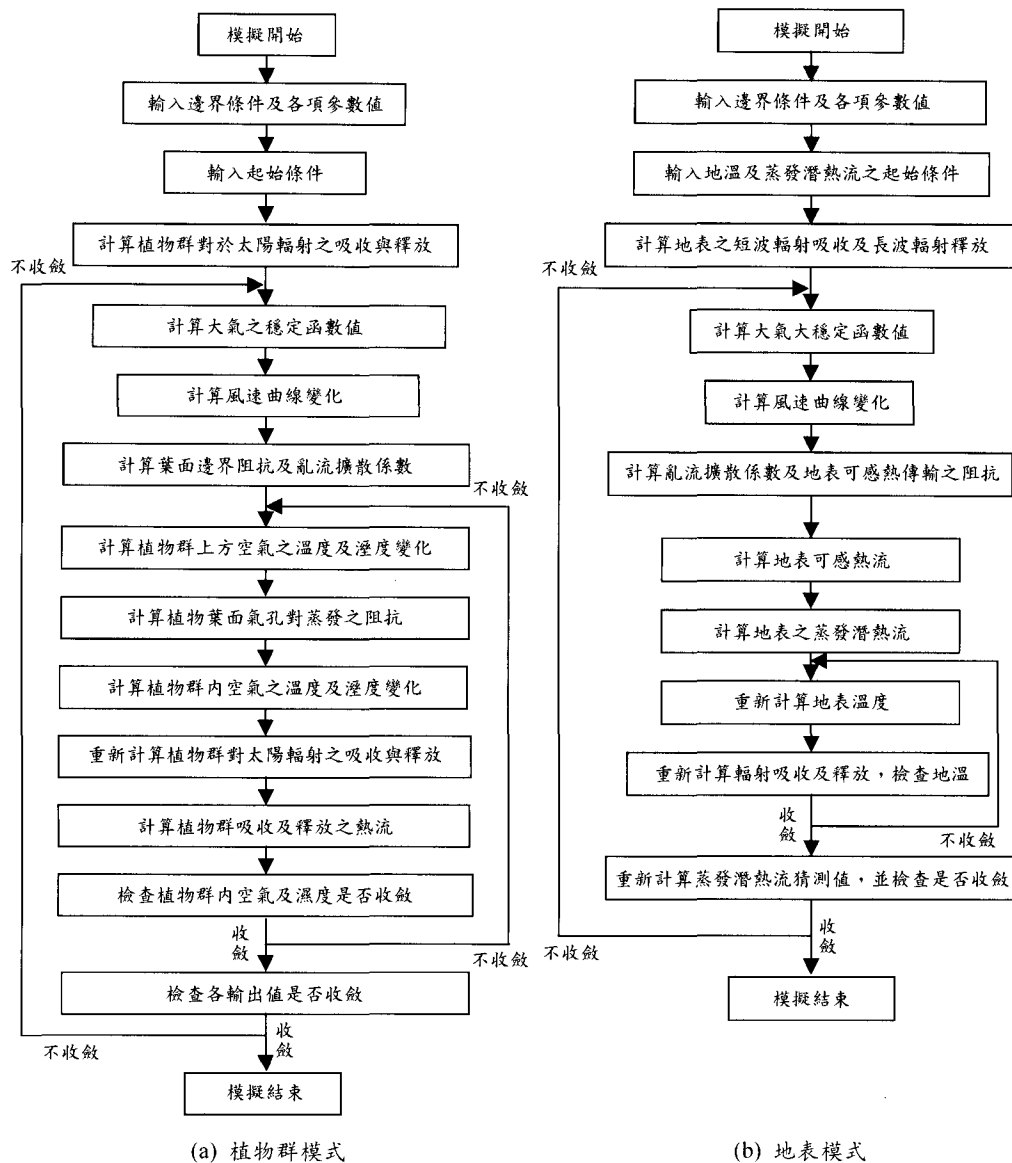 模擬開始
輸入邊界條件及各項參數值
輸入起始條件
計算植物群對於太陽輻射之吸收與釋放
不收斂
計算大氣之穩定函數值
計算風速曲線變化
計算葉面邊界阻抗及亂流擴散係數
不收斂
計算植物群上方空氣之溫度及溼度變化
計算植物葉面氣孔對蒸發之阻抗
計算植物群內空氣之溫度及溼度變化
重新計算植物群對太陽輻射之吸收與釋放
計算植物群吸收及釋放之熱流
檢查植物群內空氣及濕度是否收斂
收
斂
不收斂
檢查各輸出值是否收斂
收
斂
不收斂
模擬結束
(a) 植物群模式
模擬開始
輸入邊界條件及各項參數值
輸入地溫及蒸發潛熱流之起始條件
計算地表之短波輻射吸收及長波輻射釋放
不收斂
計算大氣大穩定函數值
計算風速曲線變化
計算亂流擴散係數及地表可感熱傳輸之阻抗
計算地表可感熱流
計算地表之蒸發潛熱流
重新計算地表溫度
重新計算輻射吸收及釋放，檢查地溫
收
斂
不收斂
重新計算蒸發潛熱流猜測值，並檢查是否收斂
收
斂
不收斂
模擬結束
(b) 地表模式